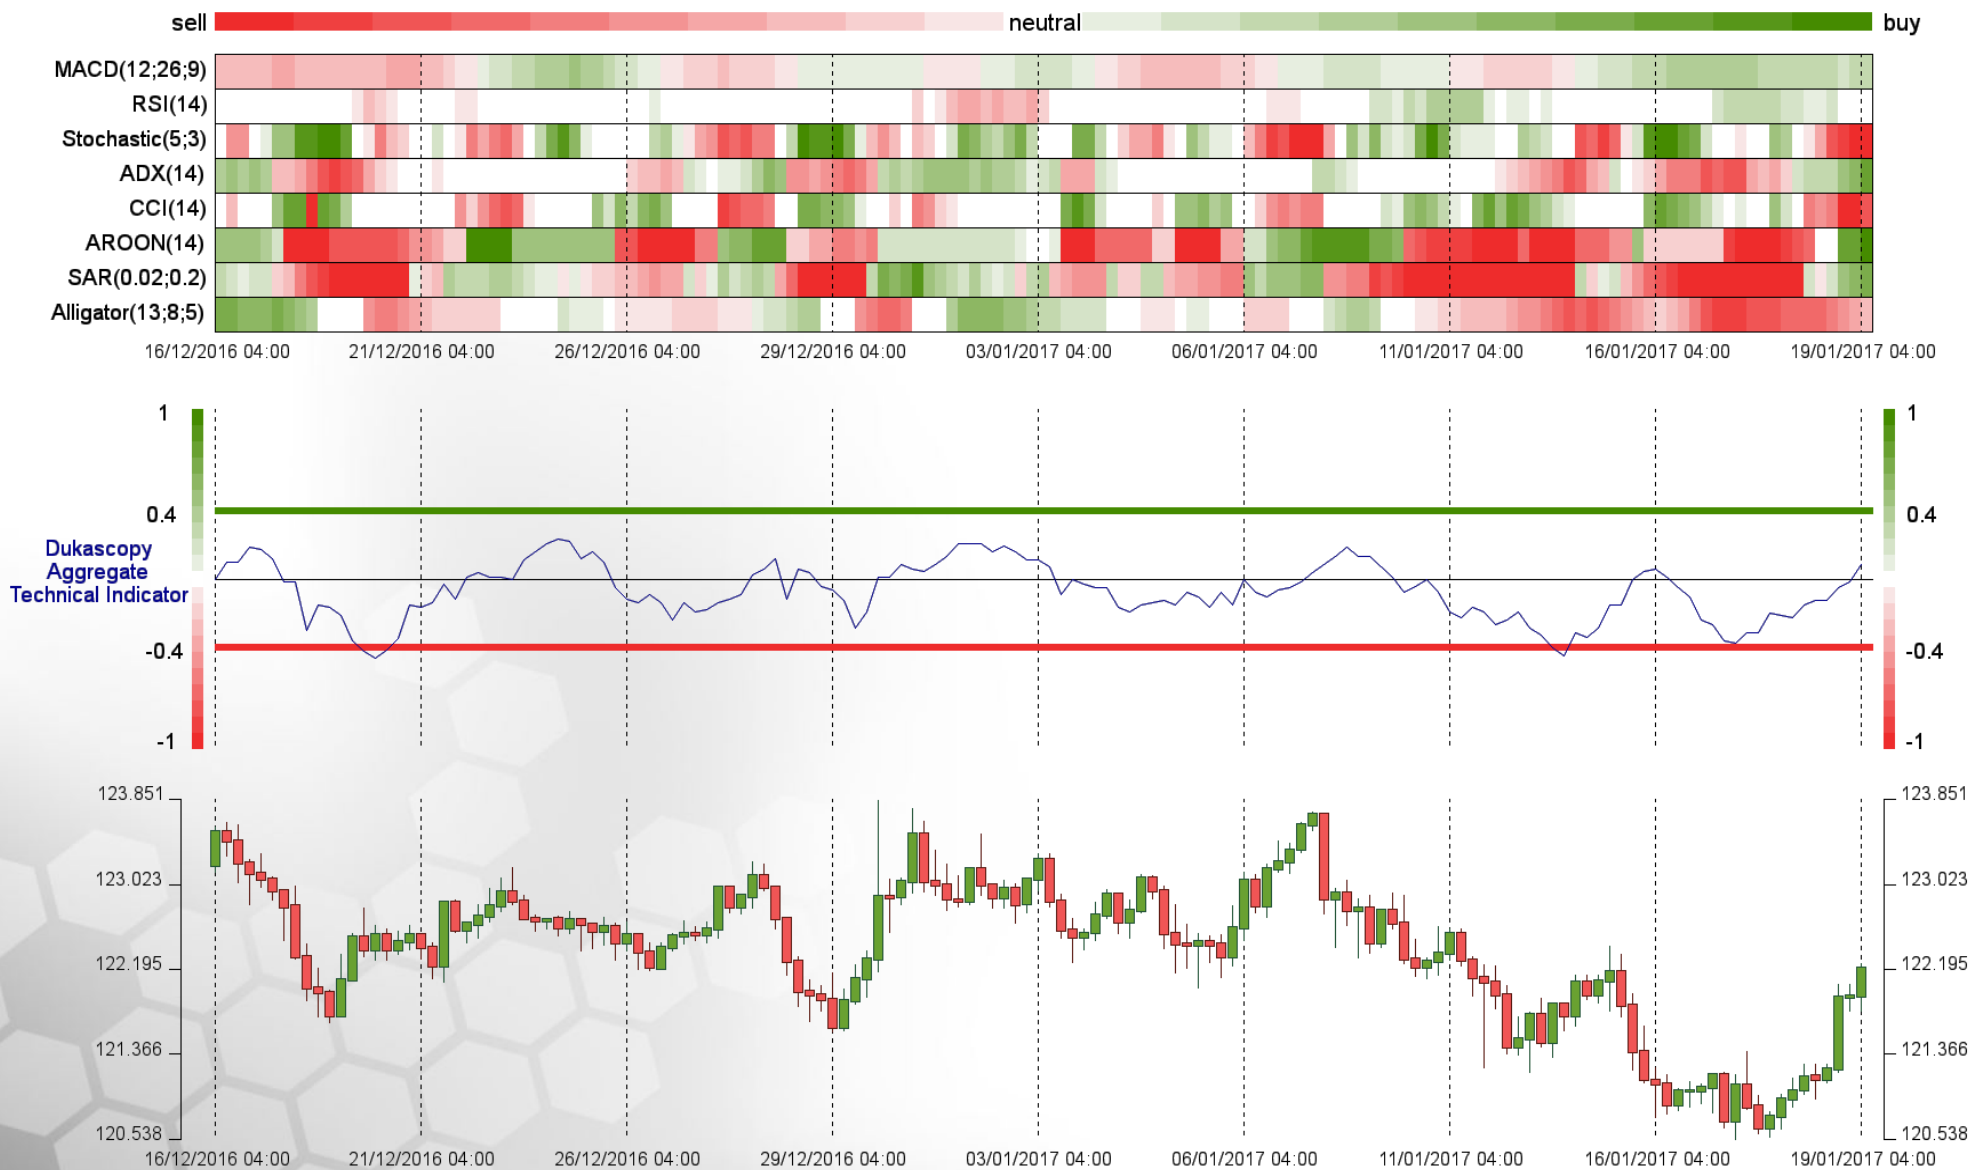 sell neutral buy
MACD(12;26;9)
RSI(14)
Stochastic(5;3)
ADX(14)
CCI(14)
AROON(14)
SAR(0.02;0.2)
Alligator(13;8;5)
16/12/2016 04:00 21/12/2016 04:00 26/12/2016 04:00 29/12/2016 04:00 03/01/2017 04:00 06/01/2017 04:00 11/01/2017 04:00 16/01/2017 04:00 19/01/2017 04:00
1 1
0.4 0.4
Dukascopy
Aggregate
Technical Indicator
-0.4 -0.4
-1 -1
123.851 123.851
123.023 123.023
122.195 122.195
121.366 121.366
120.538 120.538
16/12/2016 04:00 21/12/2016 04:00 26/12/2016 04:00 29/12/2016 04:00 03/01/2017 04:00 06/01/2017 04:00 11/01/2017 04:00 16/01/2017 04:00 19/01/2017 04:00